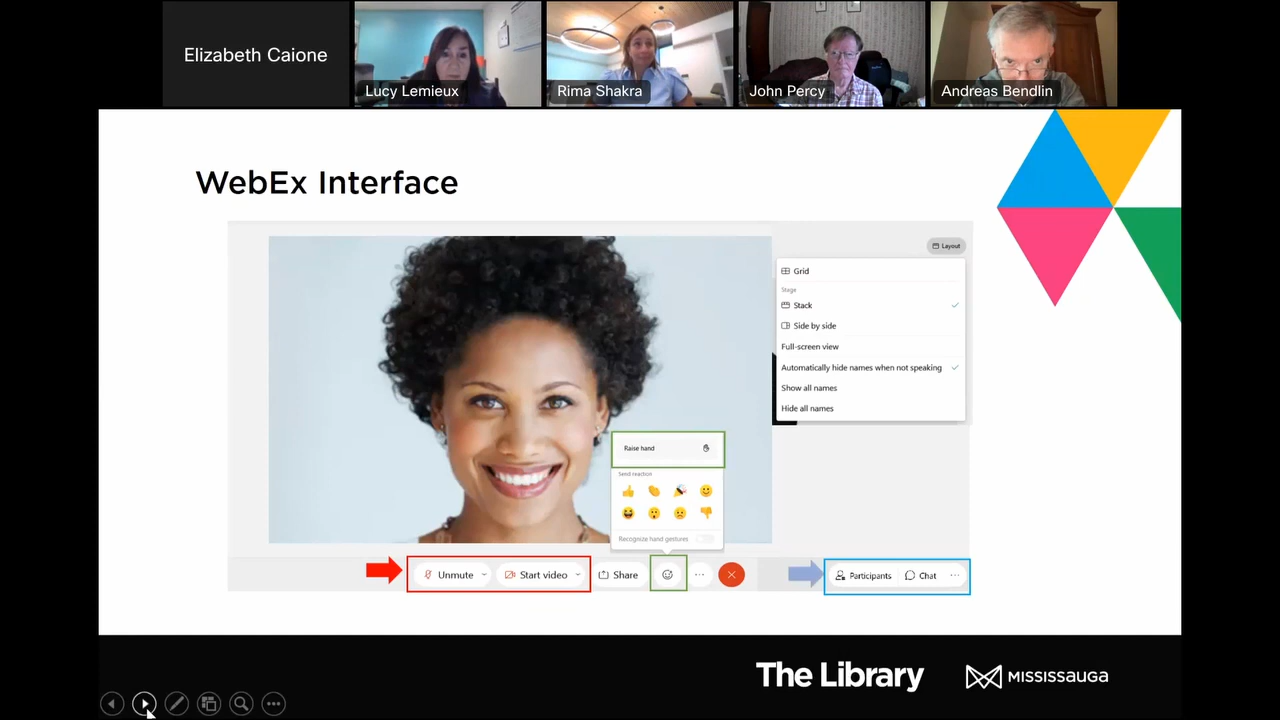 Elizabeth Caione
Lucy Lemieux
Rima Shakra
John Percy
Andreas Bendlin
WebEx Interface
Layout
Grid
Stage
Stack
Side by side
Full-screen view
Automatically hide names when not speaking
Show all names
Hide all names
Raise hand
Send reaction
Recognize hand gestures
Unmute
Start video
Share
Participants
Chat
The Library
MISSISSAUGA